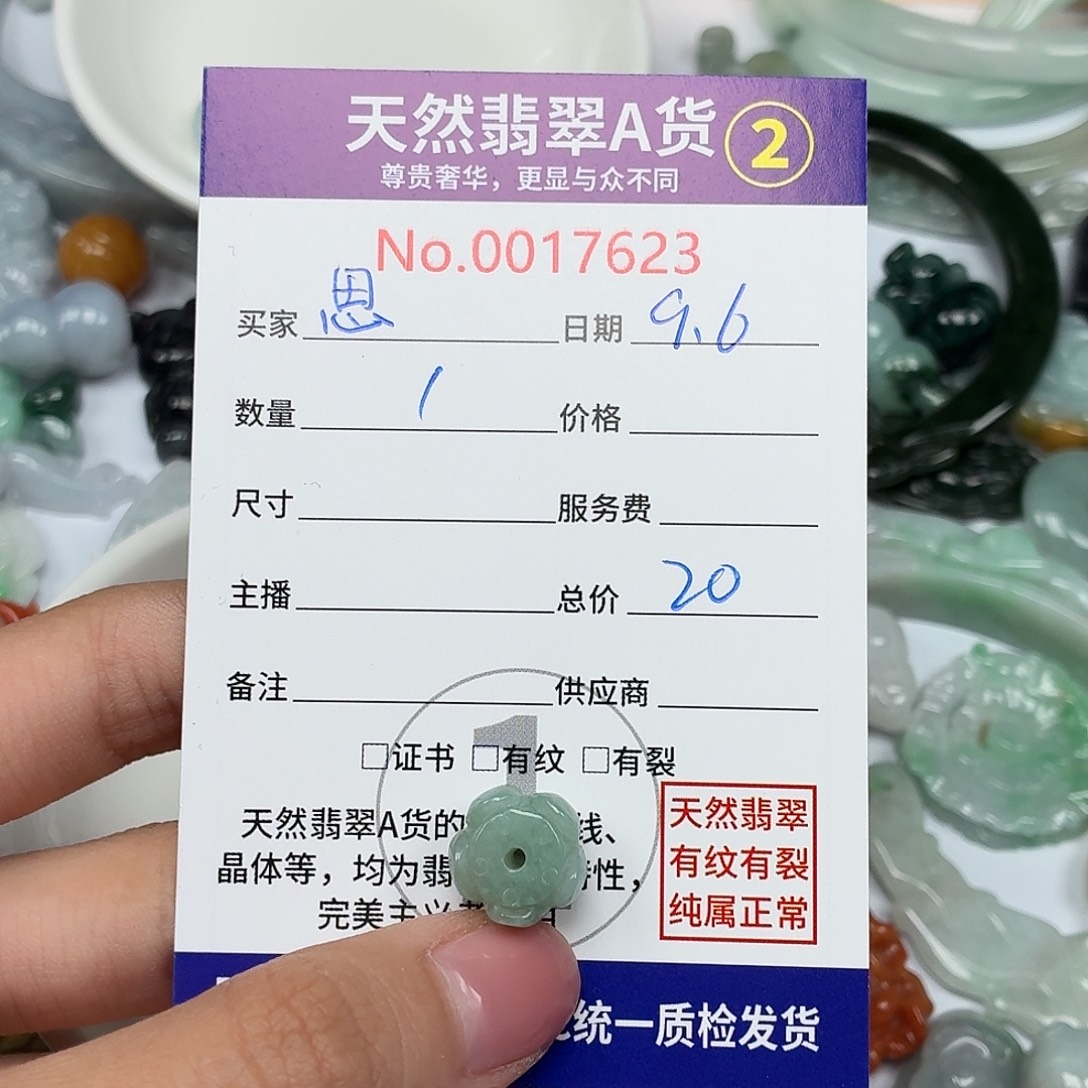 天然翡翠A货 2
尊贵奢华，更显与众不同
No.0017623
买家 恩 日期 9.6
数量 1 价格
尺寸 服务费
主播 总价 20
备注 供应商
1
□证书 □有纹 □有裂
天然翡翠A货的 线、
晶体等，均为翡 特性，
完美主义
天然翡翠
有纹有裂
纯属正常
统一质检发货